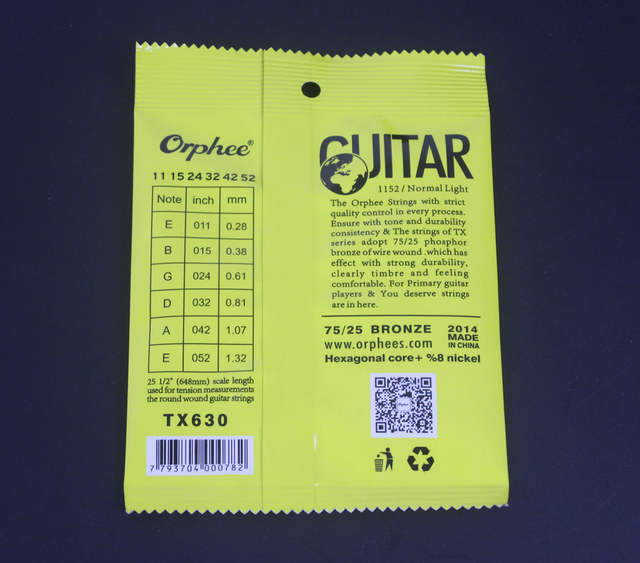 Orphee®
11 15 24 32 42 52
Note inch mm
E 011 0.28
B 015 0.38
G 024 0.61
D 032 0.81
A 042 1.07
E 052 1.32
25 1/2" (648mm) scale length
used for tension measurements
the round wound guitar strings
TX630
7 793704 000782
GUITAR
1152 / Normal Light
The Orphee Strings with strict
quality control in every process.
Ensure with tone and durability
consistency & The strings of TX
series adopt 75/25 phosphor
bronze of wire wound .which has
effect with strong durability,
clearly timbre and feeling
comfortable. For Primary guitar
players & You deserve strings
are in here.
75/25 BRONZE
www.orphees.com
2014
MADE
IN CHINA
Hexagonal core+ %8 nickel